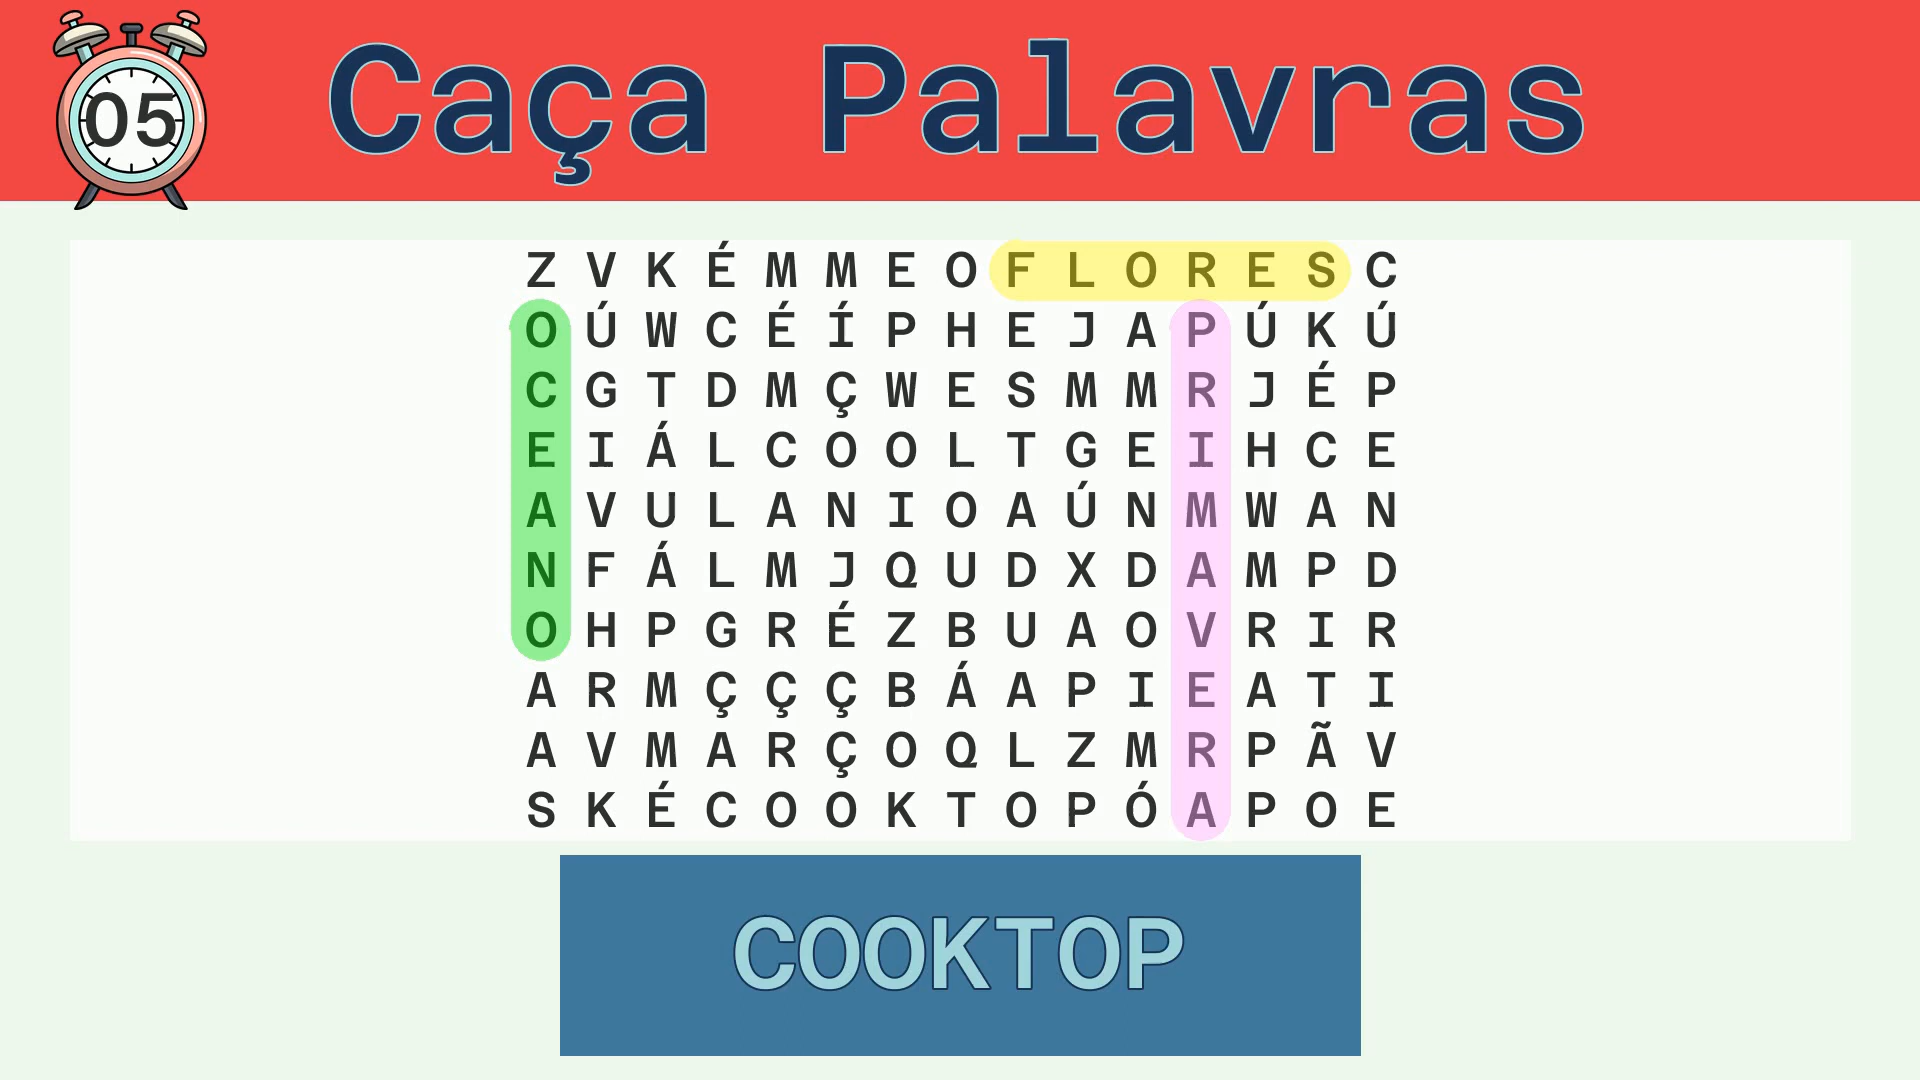 05
Caça Palavras
Z V K É M M E O F L O R E S C
O Ú W C É Í P H E J A P Ú K Ú
C G T D M Ç W E S M M R J É P
E I Á L C O O L T G E I H C E
A V U L A N I O A Ú N M W A N
N F Á L M J Q U D X D A M P D
O H P G R É Z B U A O V R I R
A R M Ç Ç Ç B Á A P I E A T I
A V M A R Ç O Q L Z M R P Ã V
S K É C O O K T O P Ó A P O E
COOKTOP